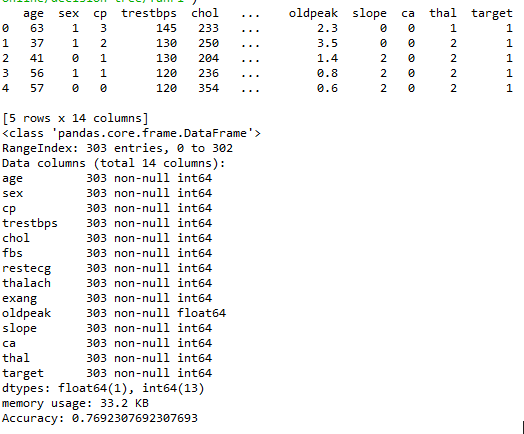 age sex cp trestbps chol ... oldpeak slope ca thal target
0 63 1 3 145 233 ... 2.3 0 0 1 1
1 37 1 2 130 250 ... 3.5 0 0 2 1
2 41 0 1 130 204 ... 1.4 2 0 2 1
3 56 1 1 120 236 ... 0.8 2 0 2 1
4 57 0 0 120 354 ... 0.6 2 0 2 1
[5 rows x 14 columns]
<class 'pandas.core.frame.DataFrame'>
RangeIndex: 303 entries, 0 to 302
Data columns (total 14 columns):
age 303 non-null int64
sex 303 non-null int64
cp 303 non-null int64
trestbps 303 non-null int64
chol 303 non-null int64
fbs 303 non-null int64
restecg 303 non-null int64
thalach 303 non-null int64
exang 303 non-null int64
oldpeak 303 non-null float64
slope 303 non-null int64
ca 303 non-null int64
thal 303 non-null int64
target 303 non-null int64
dtypes: float64(1), int64(13)
memory usage: 33.2 KB
Accuracy: 0.7692307692307693